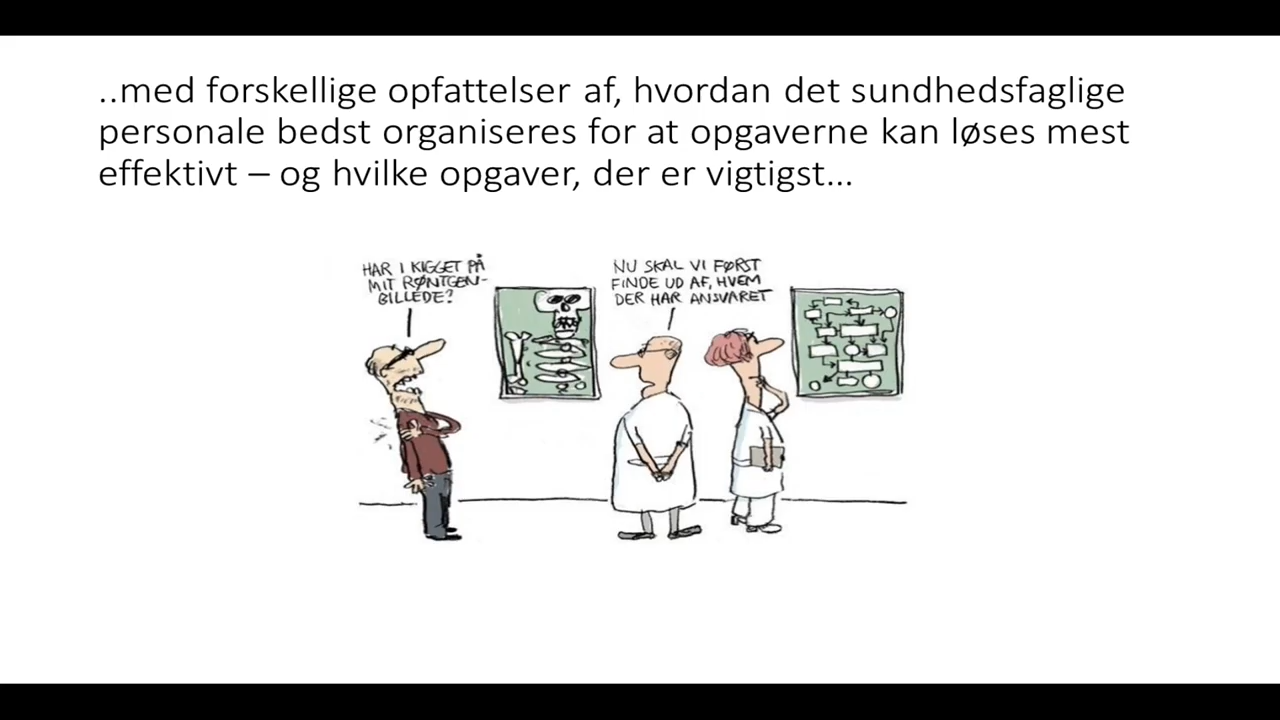 ..med forskellige opfattelser af, hvordan det sundhedsfaglige
personale bedst organiseres for at opgaverne kan løses mest
effektivt – og hvilke opgaver, der er vigtigst…
HAR I KIGGET PÅ
MIT RØNTGEN-
BILLEDE?
NU SKAL VI FØRST
FINDE UD AF, HVEM
DER HAR ANSVARET